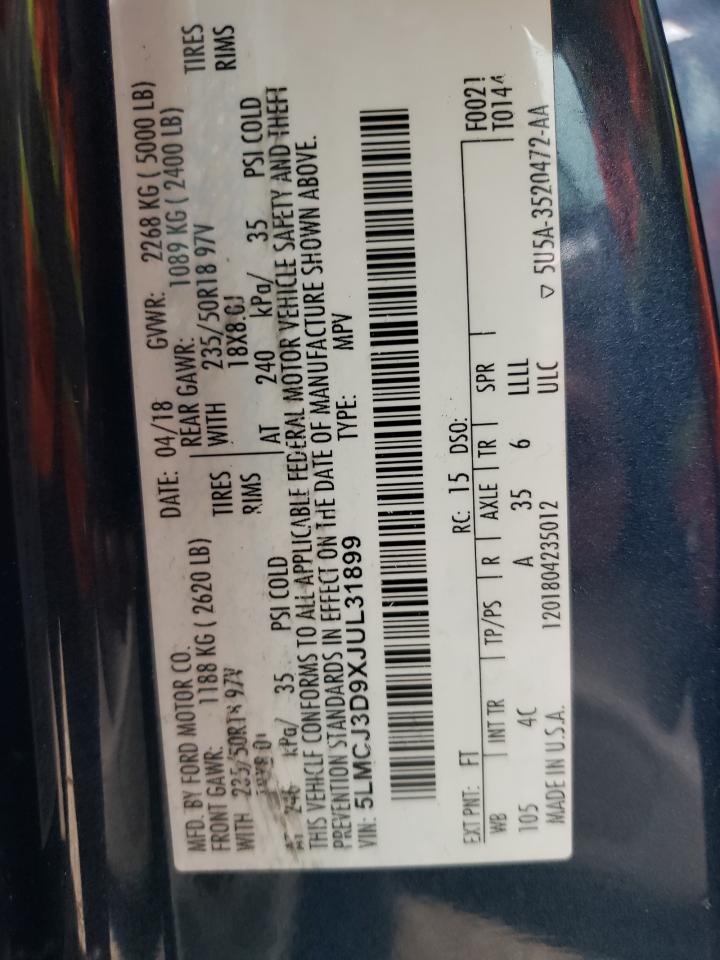 MFD. BY FORD MOTOR CO. DATE: 04/18 GVWR: 2268 KG ( 5000 LB)
FRONT GAWR: 1188 KG ( 2620 LB) REAR GAWR: 1089 KG ( 2400 LB)
WITH 235/50R18 97V TIRES WITH 235/50R18 97V TIRES
RIMS 18X8.0J RIMS
AT 240 kPa/ 35 PSI COLD AT 240 kPa/ 35 PSI COLD
THIS VEHICLE CONFORMS TO ALL APPLICABLE FEDERAL MOTOR VEHICLE SAFETY AND THEFT
PREVENTION STANDARDS IN EFFECT ON THE DATE OF MANUFACTURE SHOWN ABOVE.
VIN: 5LMCJ3D9XJUL31899 TYPE: MPV
EXT PNT: FT RC: 15 DSO: F0021
WB INT TR TP/PS R AXLE TR SPR T0144
105 4C A 35 6 LLLL
MADE IN U.S.A. 1201804235012 ULC ▽ 5U5A-3520472-AA